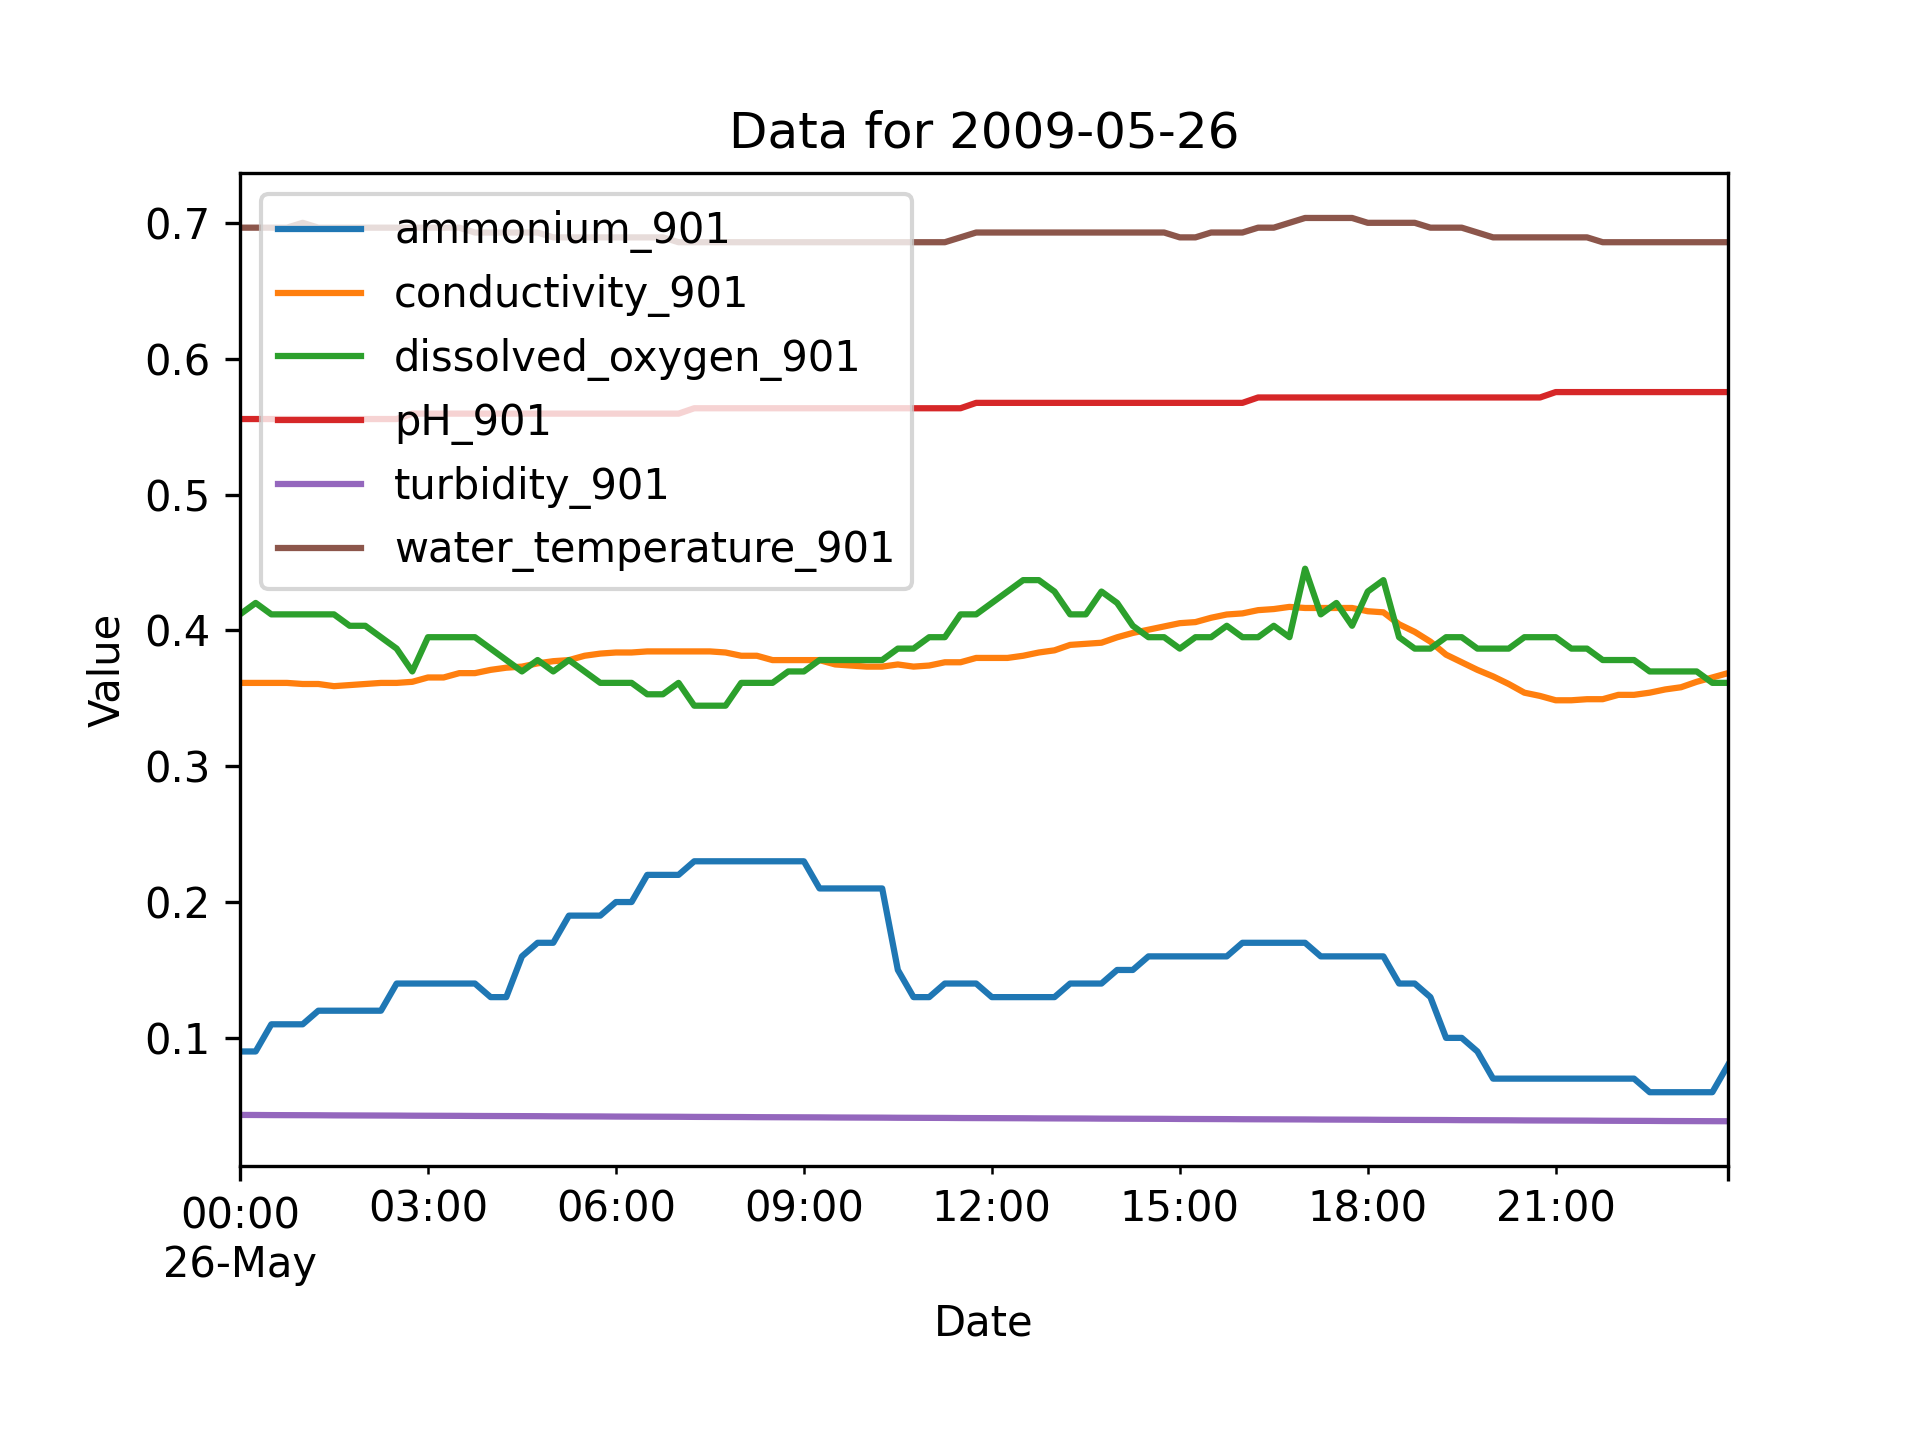 Data for 2009-05-26
ammonium_901
conductivity_901
dissolved_oxygen_901
pH_901
turbidity_901
water_temperature_901
0.7
0.6
0.5
0.4
0.3
0.2
0.1
Value
00:00 03:00 06:00 09:00 12:00 15:00 18:00 21:00
26-May
Date